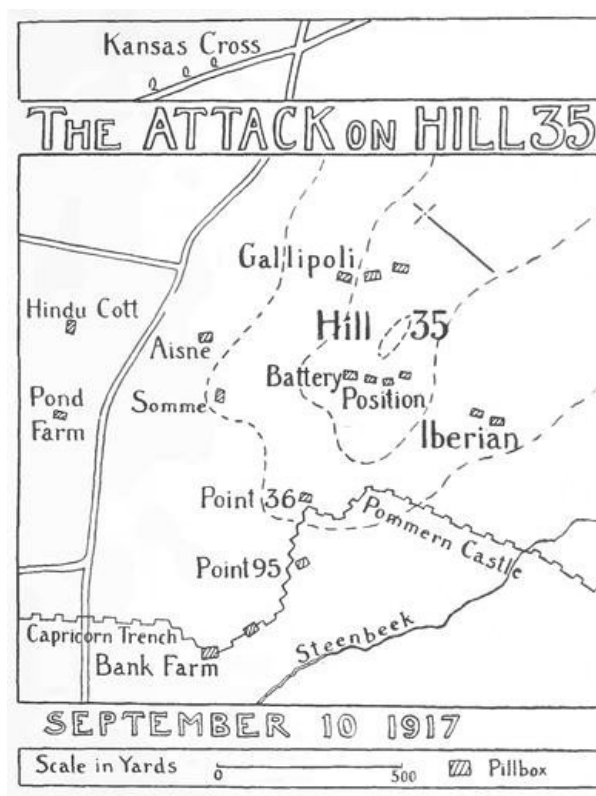 Kansas Cross
THE ATTACK ON HILL 35
Gallipoli
Hindu Cott
Hill 35
Aisne
Battery
Position
Pond
Farm
Somme
Iberian
Point 36
Pommern Castle
Point 95
Steenbeek
Capricorn Trench
Bank Farm
SEPTEMBER 10 1917
Scale in Yards
0
500
Pillbox